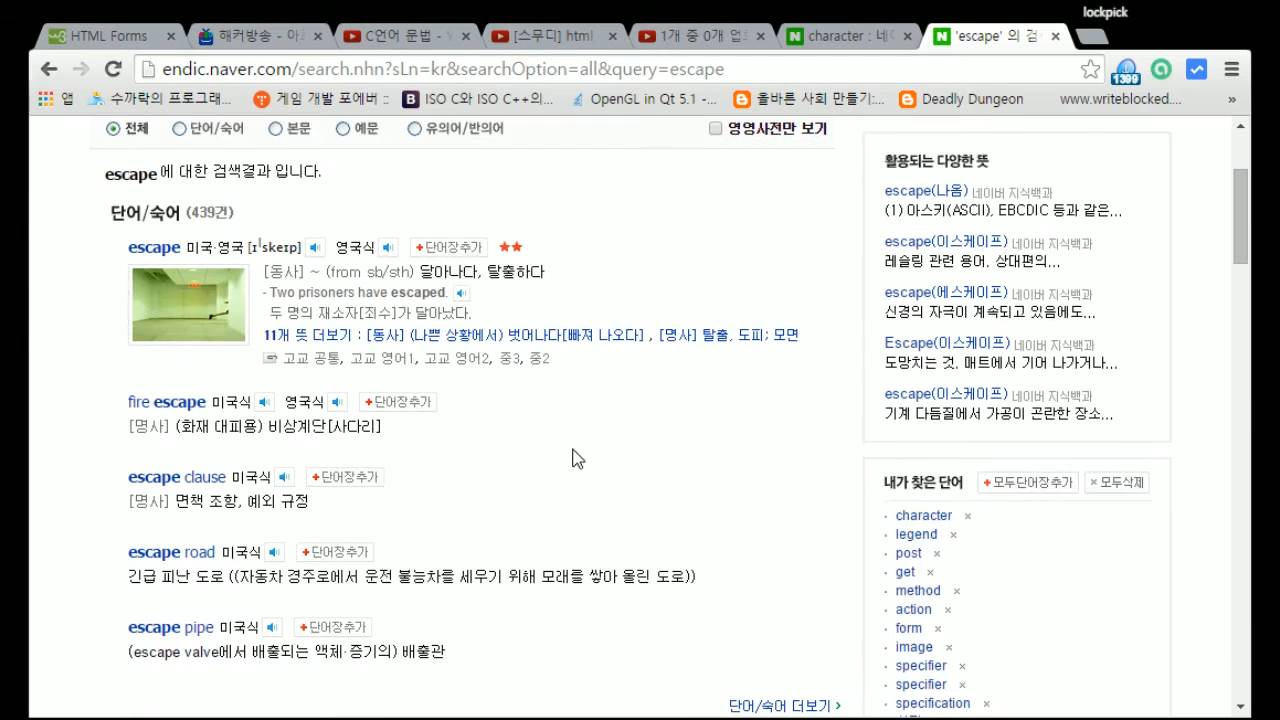 lockpick
HTML Forms
해커방송 - 아
C언어 문법 -
[스무디] html
1개 중 0개 업
character : 네
'escape' 의 검
endic.naver.com/search.nhn?sLn=kr&searchOption=all&query=escape
1399
앱
수까락의 프로그래...
게임 개발 포에버 ::
ISO C와 ISO C++의...
OpenGL in Qt 5.1 -...
올바른 사회 만들기:...
Deadly Dungeon
www.writeblocked....
»
전체 단어/숙어 본문 예문 유의어/반의어 영영사전만 보기
escape 에 대한 검색결과 입니다.
단어/숙어 (439건)
escape 미국·영국 [ɪˈskeɪp] 영국식 +단어장추가 ★★
[동사] ~ (from sb/sth) 달아나다, 탈출하다
- Two prisoners have escaped.
두 명의 재소자[죄수]가 달아났다.
11개 뜻 더보기 : [동사] (나쁜 상황에서) 벗어나다[빠져 나오다] , [명사] 탈출, 도피; 모면
고교 공통, 고교 영어1, 고교 영어2, 중3, 중2
fire escape 미국식 영국식 +단어장추가
[명사] (화재 대피용) 비상계단[사다리]
escape clause 미국식 +단어장추가
[명사] 면책 조항, 예외 규정
escape road 미국식 +단어장추가
긴급 피난 도로 ((자동차 경주로에서 운전 불능차를 세우기 위해 모래를 쌓아 올린 도로))
escape pipe 미국식 +단어장추가
(escape valve에서 배출되는 액체·증기의) 배출관
단어/숙어 더보기 >
활용되는 다양한 뜻
escape(나옴) 네이버 지식백과
(1) 아스키(ASCII), EBCDIC 등과 같은...
escape(이스케이프) 네이버 지식백과
레슬링 관련 용어. 상대편의...
escape(에스케이프) 네이버 지식백과
신경의 자극이 계속되고 있음에도...
Escape(이스케이프) 네이버 지식백과
도망치는 것. 매트에서 기어 나가거나...
escape(이스케이프) 네이버 지식백과
기계 다듬질에서 가공이 곤란한 장소...
내가 찾은 단어 +모두단어장추가 ×모두삭제
· character ×
· legend ×
· post ×
· get ×
· method ×
· action ×
· form ×
· image ×
· specifier ×
· specifier ×
· specification ×